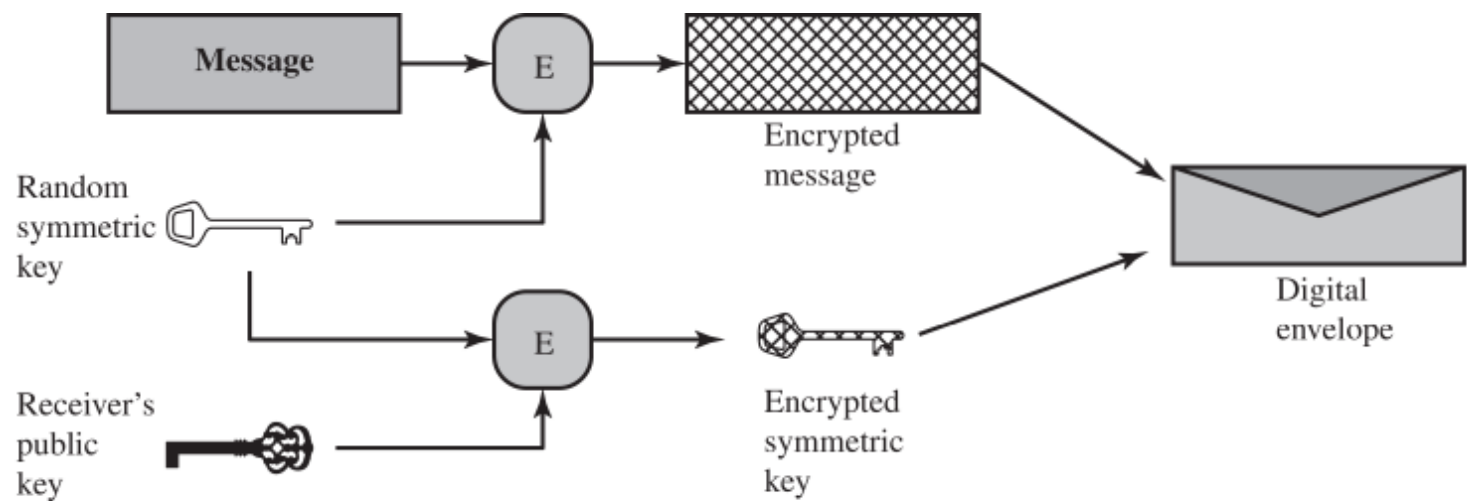 Message
E
Encrypted
message
Random
symmetric
key
Digital
envelope
E
Receiver's
public
key
Encrypted
symmetric
key